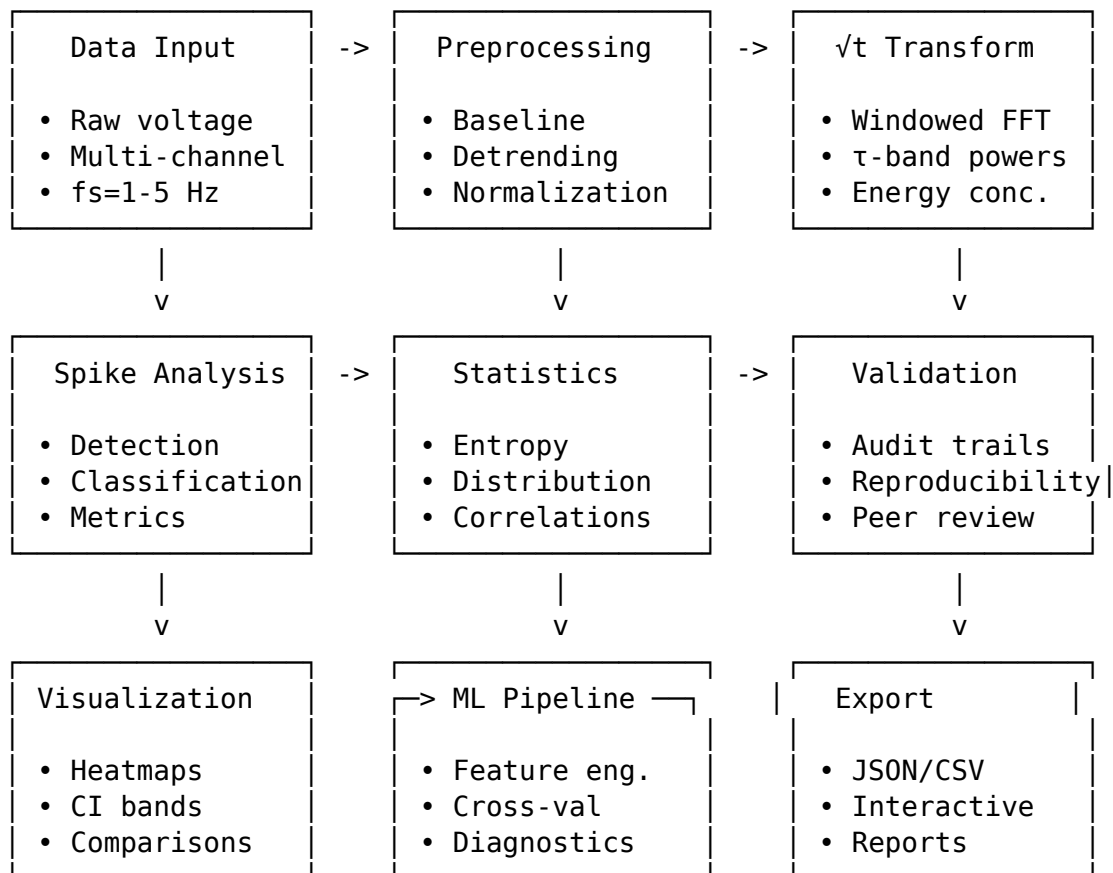 Data Input -> Preprocessing -> √t Transform
• Raw voltage • Baseline • Windowed FFT
• Multi-channel • Detrending • τ-band powers
• fs=1-5 Hz • Normalization • Energy conc.
v v v
Spike Analysis -> Statistics -> Validation
• Detection • Entropy • Audit trails
• Classification • Distribution • Reproducibility
• Metrics • Correlations • Peer review
v v v
Visualization -> ML Pipeline Export
• Heatmaps • Feature eng. • JSON/CSV
• CI bands • Cross-val • Interactive
• Comparisons • Diagnostics • Reports